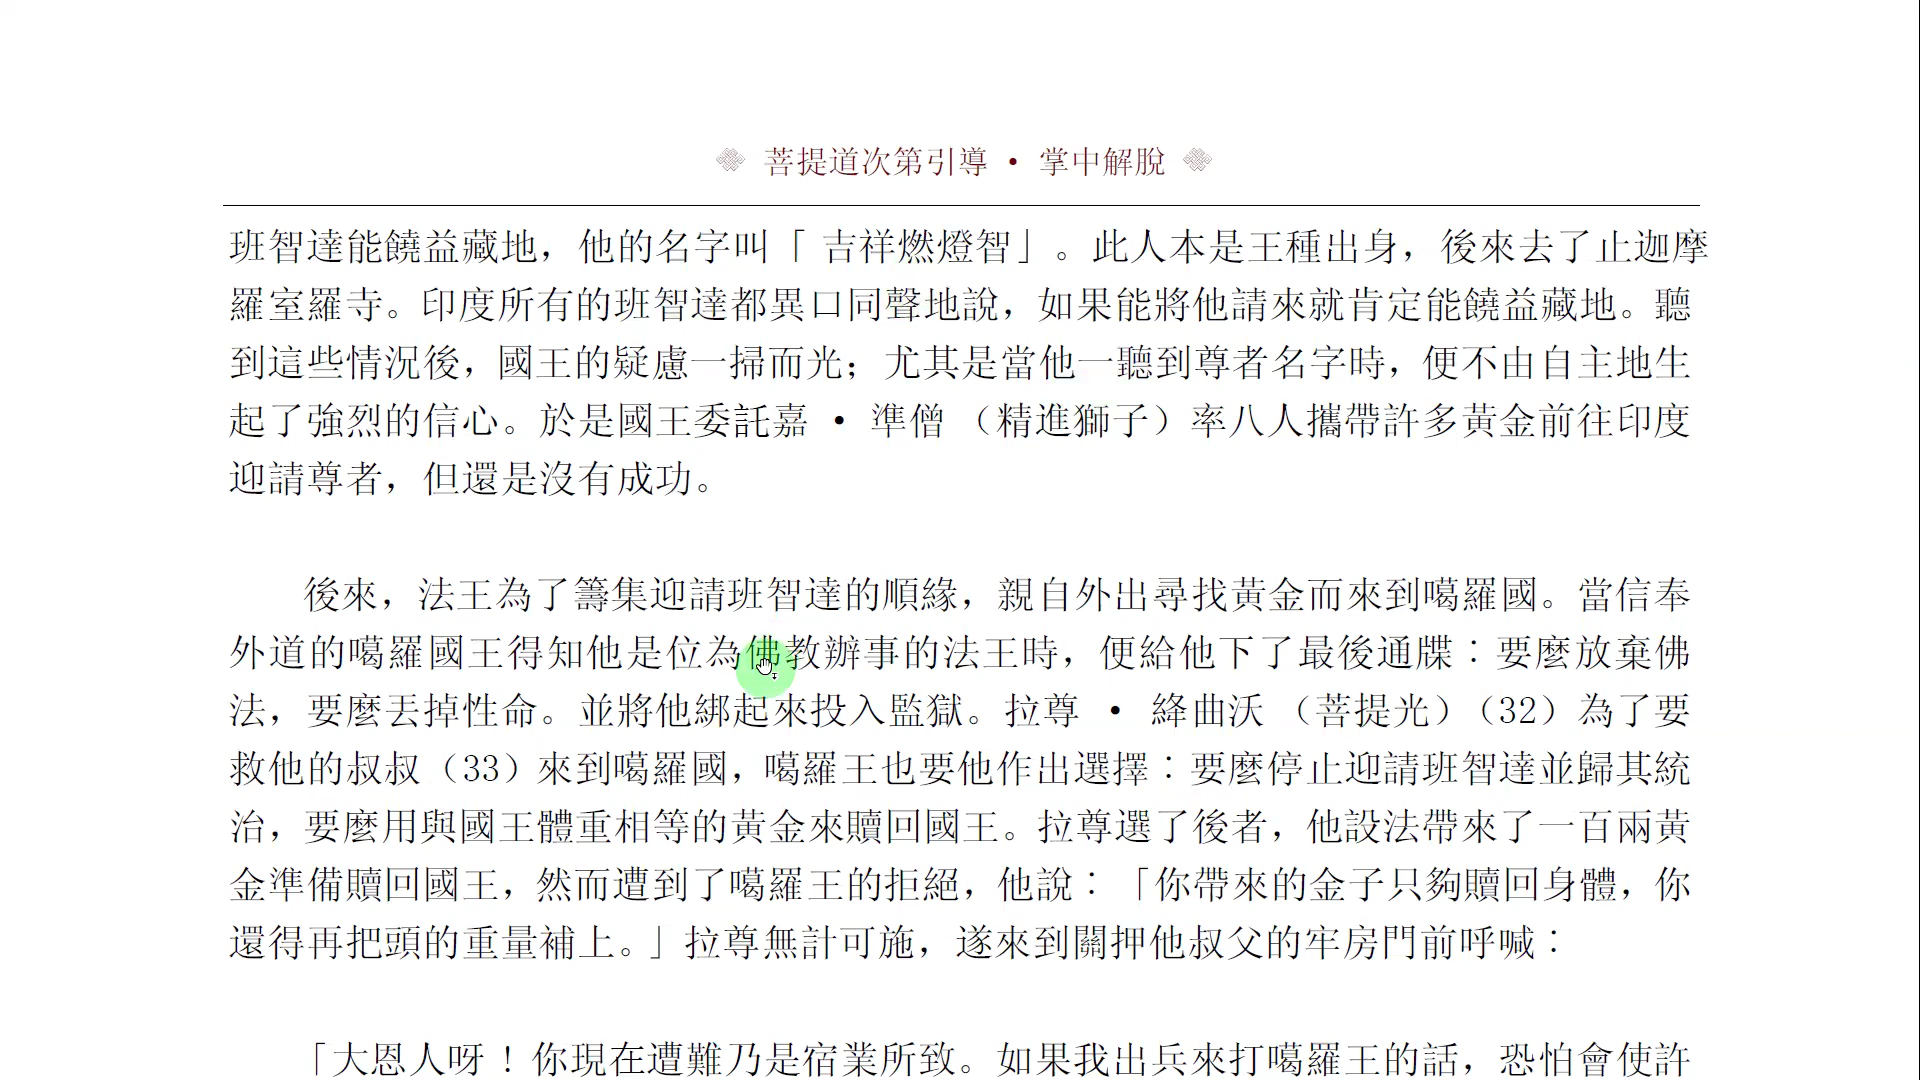 菩提道次第引導 • 掌中解脫
班智達能饒益藏地，他的名字叫「 吉祥燃燈智」。此人本是王種出身，後來去了止迦摩
羅室羅寺。印度所有的班智達都異口同聲地說，如果能將他請來就肯定能饒益藏地。聽
到這些情況後，國王的疑慮一掃而光；尤其是當他一聽到尊者名字時，便不由自主地生
起了強烈的信心。於是國王委託嘉 • 準僧 （精進獅子）率八人攜帶許多黃金前往印度
迎請尊者，但還是沒有成功。
後來，法王為了籌集迎請班智達的順緣，親自外出尋找黃金而來到噶羅國。當信奉
外道的噶羅國王得知他是位為佛教辦事的法王時，便給他下了最後通牒：要麼放棄佛
法，要麼丟掉性命。並將他綁起來投入監獄。拉尊 • 絳曲沃 （菩提光）（32）為了要
救他的叔叔（33）來到噶羅國，噶羅王也要他作出選擇：要麼停止迎請班智達並歸其統
治，要麼用與國王體重相等的黃金來贖回國王。拉尊選了後者，他設法帶來了一百兩黃
金準備贖回國王，然而遭到了噶羅王的拒絕，他說：「你帶來的金子只夠贖回身體，你
還得再把頭的重量補上。」拉尊無計可施，遂來到關押他叔父的牢房門前呼喊：
「大恩人呀！你現在遭難乃是宿業所致。如果我出兵來打噶羅王的話，恐怕會使許